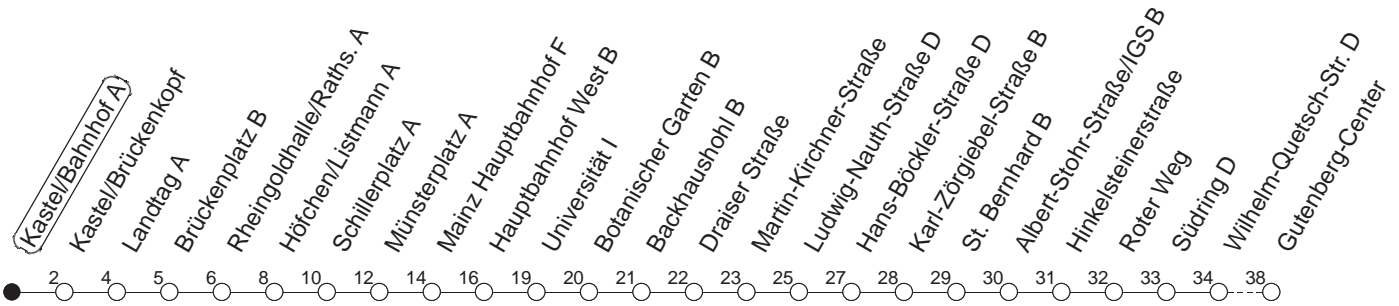 Kastel/Bahnhof A
Kastel/Brückenkopf
Landtag A
Brückenplatz B
Rheingoldhalle/Raths. A
Höfchen/Listmann A
Schillerplatz A
Münsterplatz A
Mainz Hauptbahnhof F
Hauptbahnhof West B
Universität I
Botanischer Garten B
Backhaushohl B
Draiser Straße
Martin-Kirchner-Straße
Ludwig-Nauth-Straße D
Hans-Böckler-Straße D
Karl-Zörgiebel-Straße B
St. Bernhard B
Albert-Stohr-Straße/IGS B
Hinkelsteinerstraße
Roter Weg
Südring D
Wilhelm-Quetsch-Str. D
Gutenberg-Center
2 4 5 6 8 10 12 14 16 19 20 21 22 23 25 27 28 29 30 31 32 33 34 38